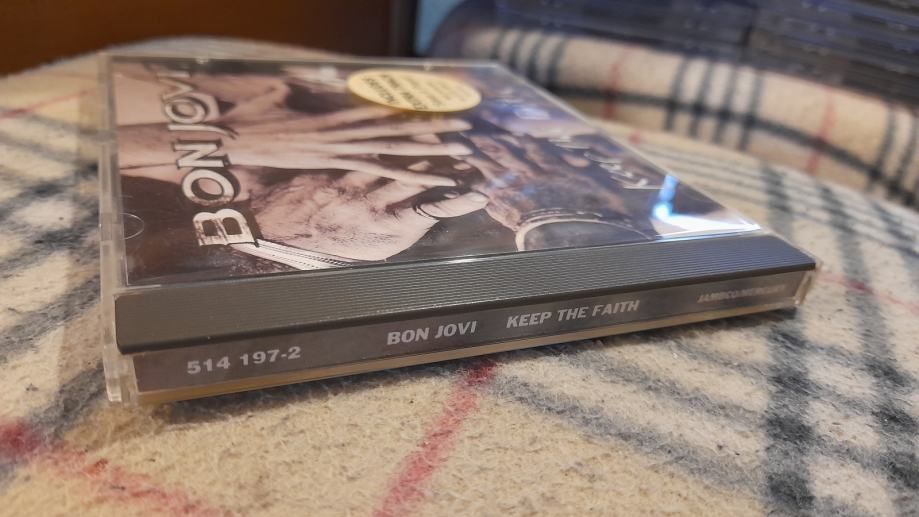 BON JOVI
514 197-2 BON JOVI KEEP THE FAITH JAMBCO/MERCURY